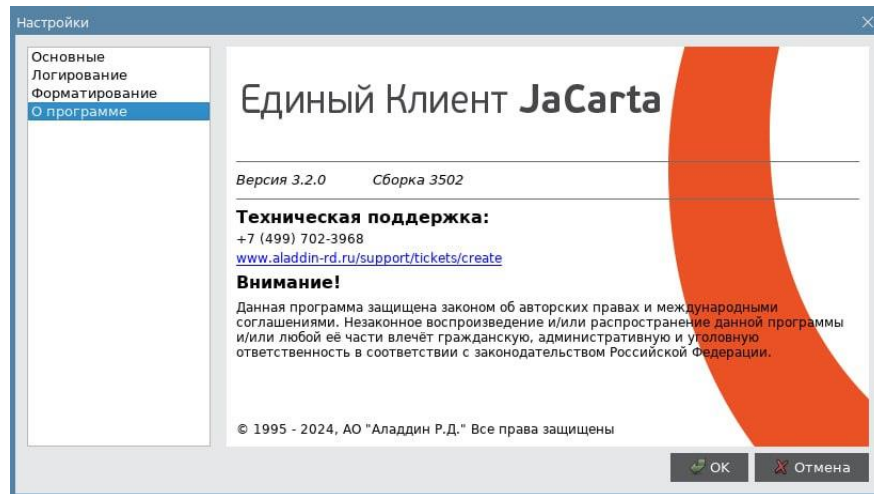 Настройки
Основные
Логирование
Форматирование
О программе
Единый Клиент JaCarta
Версия 3.2.0 Сборка 3502
Техническая поддержка:
+7 (499) 702-3968
www.aladdin-rd.ru/support/tickets/create
Внимание!
Данная программа защищена законом об авторских правах и международными
соглашениями. Незаконное воспроизведение и/или распространение данной программы
и/или любой её части влечёт гражданскую, административную и уголовную
ответственность в соответствии с законодательством Российской Федерации.
© 1995 - 2024, АО "Аладдин Р.Д." Все права защищены
OK Отмена